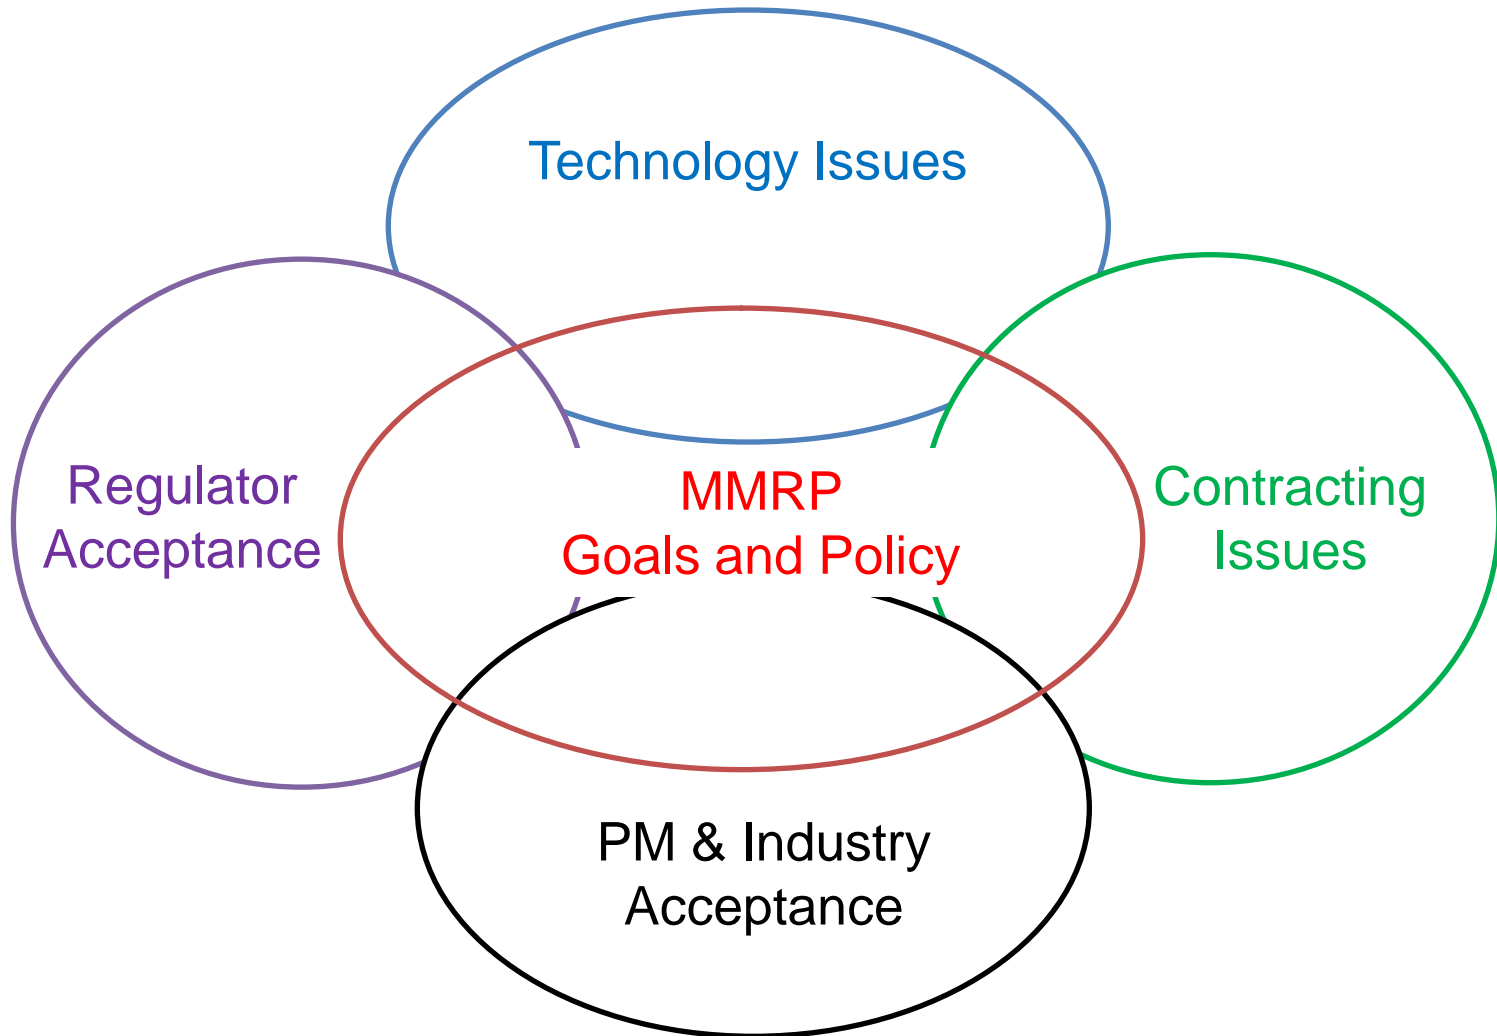 Technology Issues
Regulator
Acceptance
MMRP
Goals and Policy
Contracting
Issues
PM & Industry
Acceptance